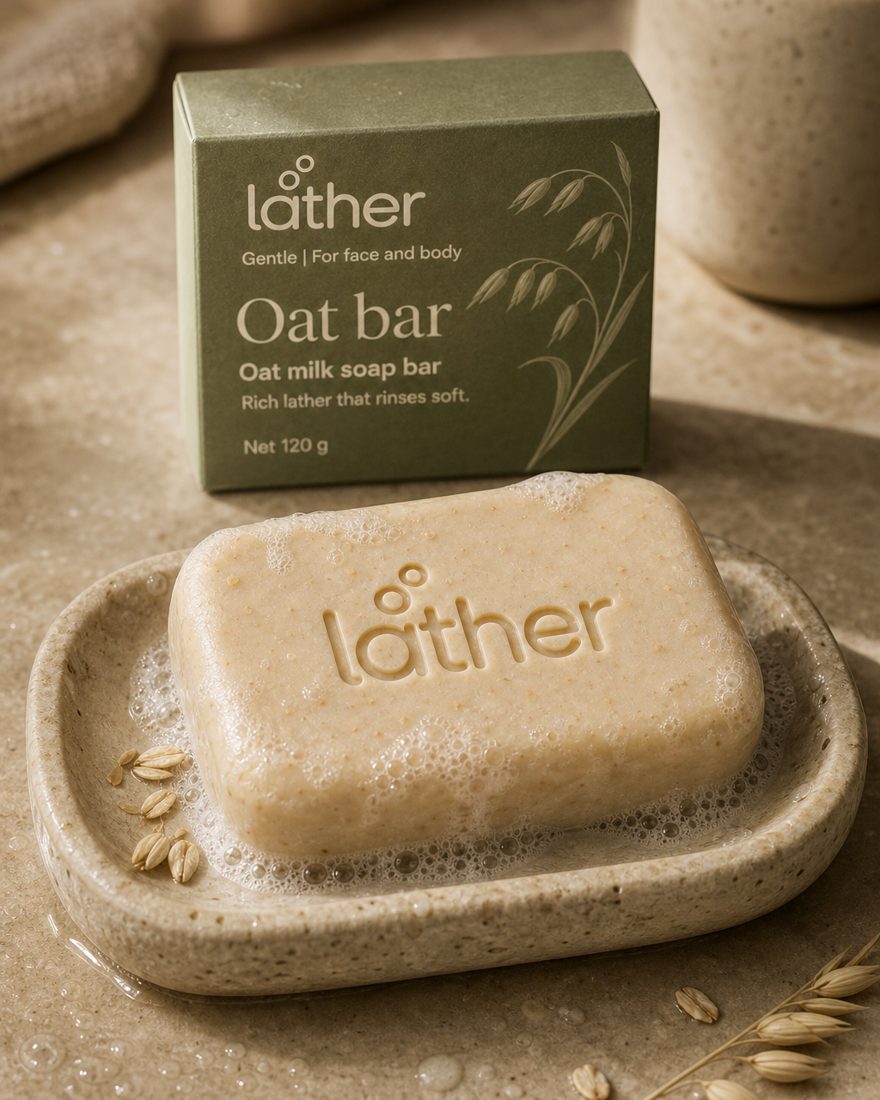 lather
Gentle | For face and body
Oat bar
Oat milk soap bar
Rich lather that rinses soft.
Net 120 g
lather